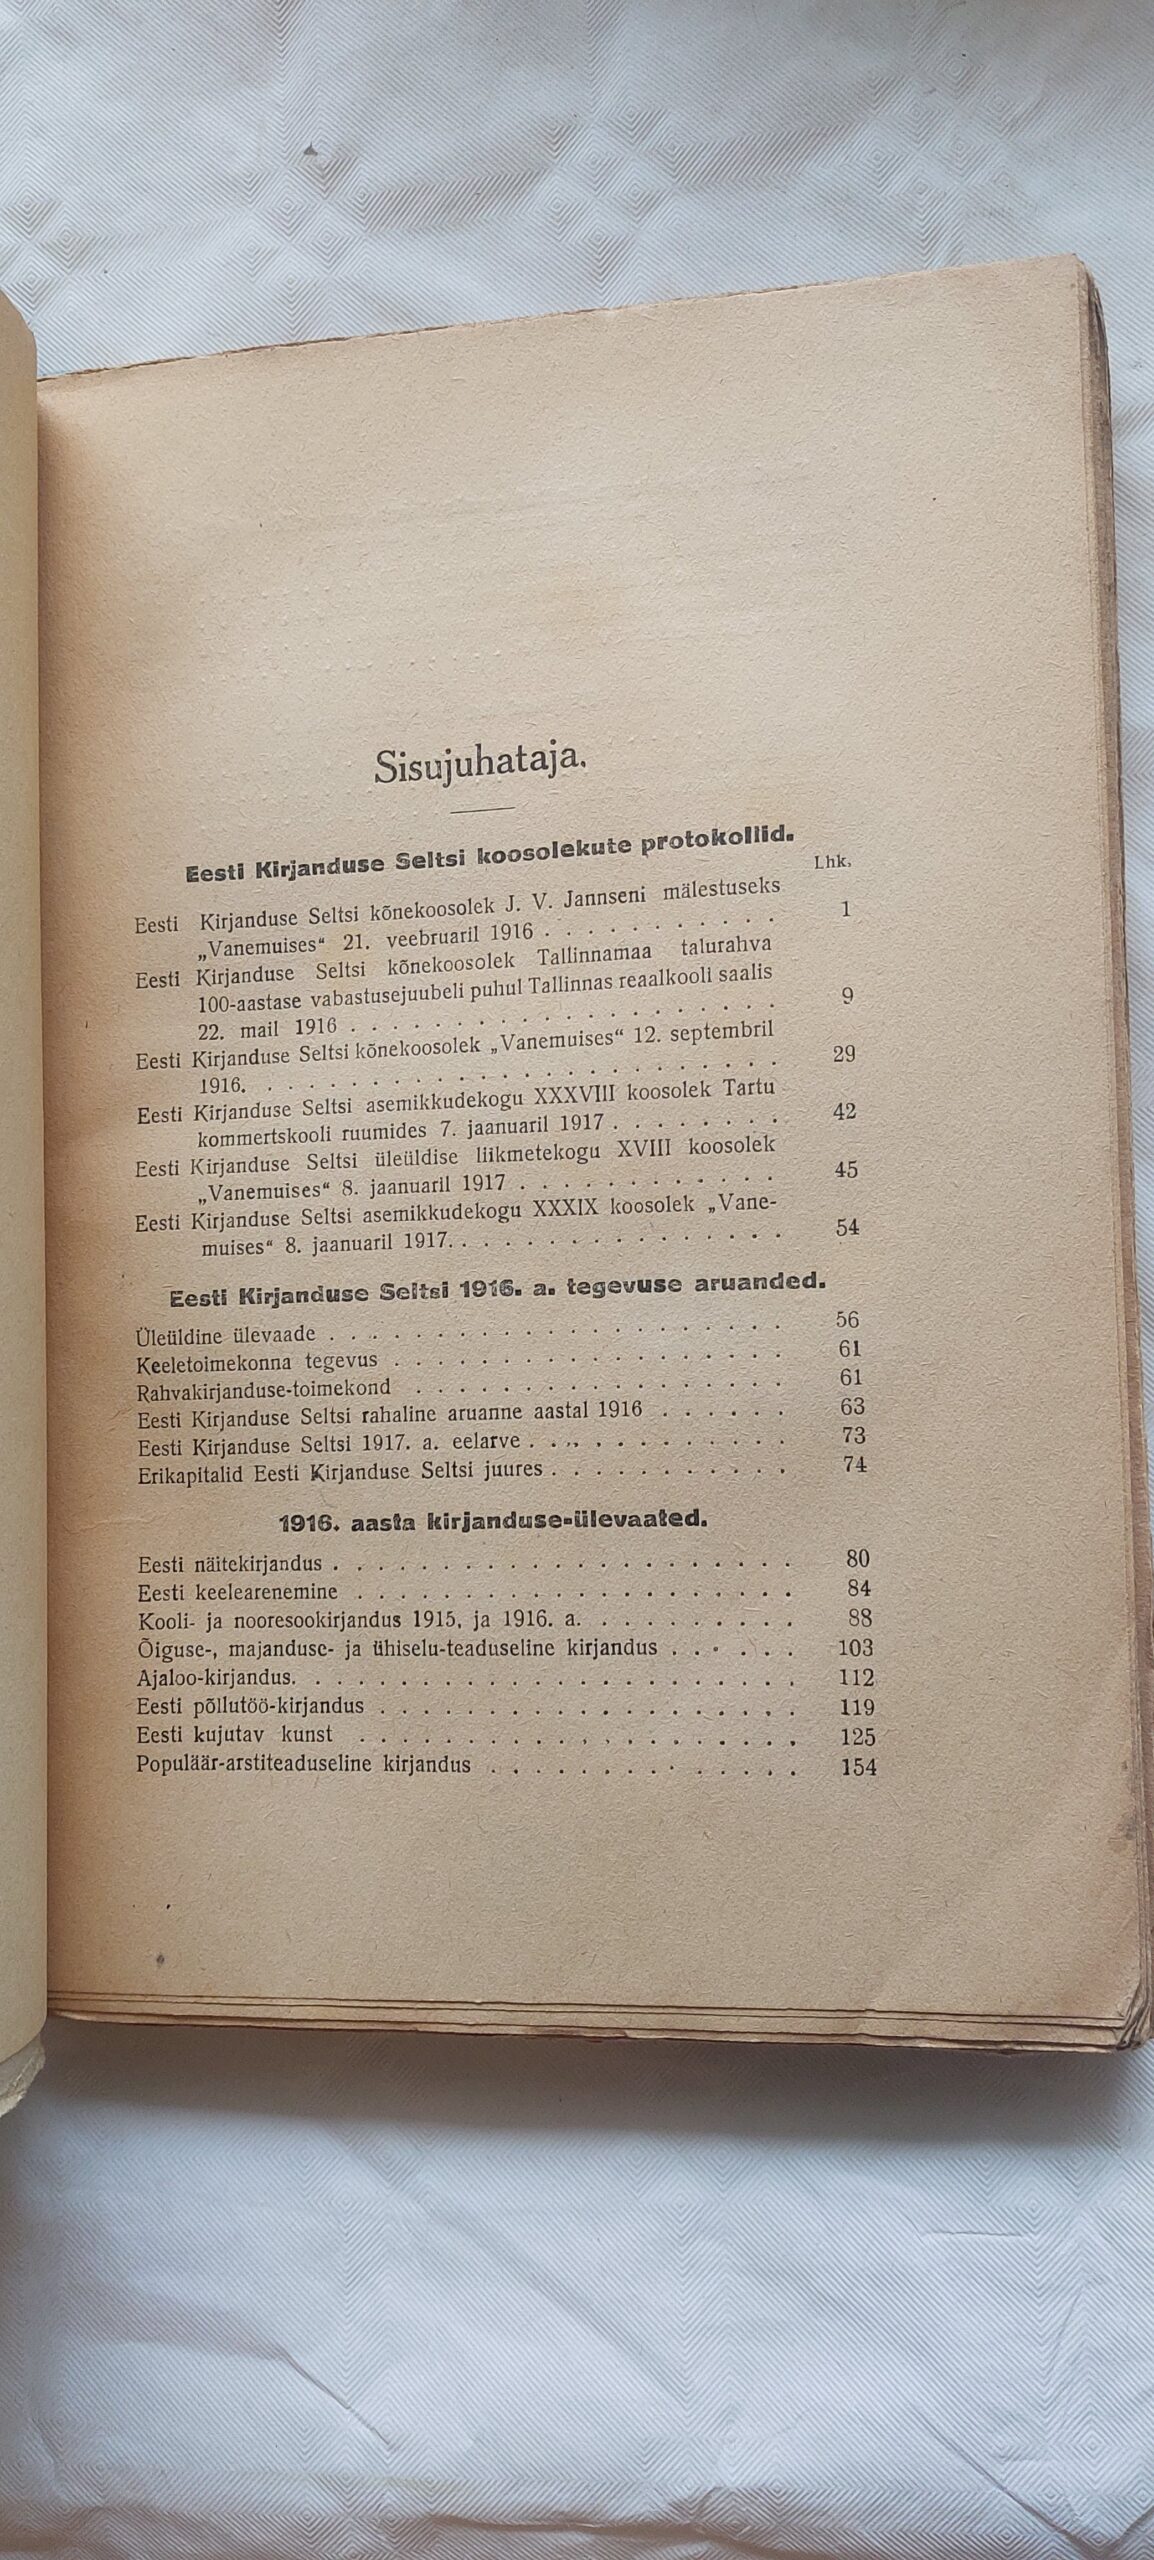 Sisujuhataja.
Eesti Kirjanduse Seltsi koosolekute protokollid.
Lhk.
Eesti Kirjanduse Seltsi kõnekoosolek J. V. Jannseni mälestuseks
„Vanemuises“ 21. veebruaril 1916 . . . . . . . . . . 1
Eesti Kirjanduse Seltsi kõnekoosolek Tallinnamaa talurahva
100-aastase vabastusejuubeli puhul Tallinnas reaalkooli saalis
22. mail 1916 . . . . . . . . . . . . . . . . 9
Eesti Kirjanduse Seltsi kõnekoosolek „Vanemuises“ 12. septembril
1916. . . . . . . . . . . . . . . . . . . . 29
Eesti Kirjanduse Seltsi asemikkudekogu XXXVIII koosolek Tartu
kommertskooli ruumides 7. jaanuaril 1917 . . . . . . . 42
Eesti Kirjanduse Seltsi üleüldise liikmetekogu XVIII koosolek
„Vanemuises“ 8. jaanuaril 1917 . . . . . . . . . . 45
Eesti Kirjanduse Seltsi asemikkudekogu XXXIX koosolek „Vane-
muises“ 8. jaanuaril 1917. . . . . . . . . . . . . 54
Eesti Kirjanduse Seltsi 1916. a. tegevuse aruanded.
Üleüldine ülevaade . . . . . . . . . . . . . . . . 56
Keeletoimekonna tegevus . . . . . . . . . . . . . . 61
Rahvakirjanduse-toimekond . . . . . . . . . . . . . 61
Eesti Kirjanduse Seltsi rahaline aruanne aastal 1916 . . . . . . 63
Eesti Kirjanduse Seltsi 1917. a. eelarve . . . . . . . . . . 73
Erikapitalid Eesti Kirjanduse Seltsi juures . . . . . . . . . 74
1916. aasta kirjanduse-ülevaated.
Eesti näitekirjandus . . . . . . . . . . . . . . . . 80
Eesti keelearenemine . . . . . . . . . . . . . . . . 84
Kooli- ja nooresookirjandus 1915. ja 1916. a. . . . . . . . . 88
Õiguse-, majanduse- ja ühiselu-teaduseline kirjandus . . . . . 103
Ajaloo-kirjandus. . . . . . . . . . . . . . . . . . 112
Eesti põllutöö-kirjandus . . . . . . . . . . . . . . . 119
Eesti kujutav kunst . . . . . . . . . . . . . . . . 125
Populäär-arstiteaduseline kirjandus . . . . . . . . . . . 154